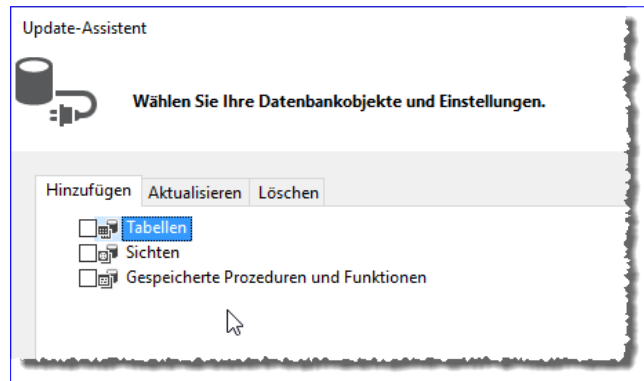 Update-Assistent
Wählen Sie Ihre Datenbankobjekte und Einstellungen.
Hinzufügen Aktualisieren Löschen
Tabellen
Sichten
Gespeicherte Prozeduren und Funktionen